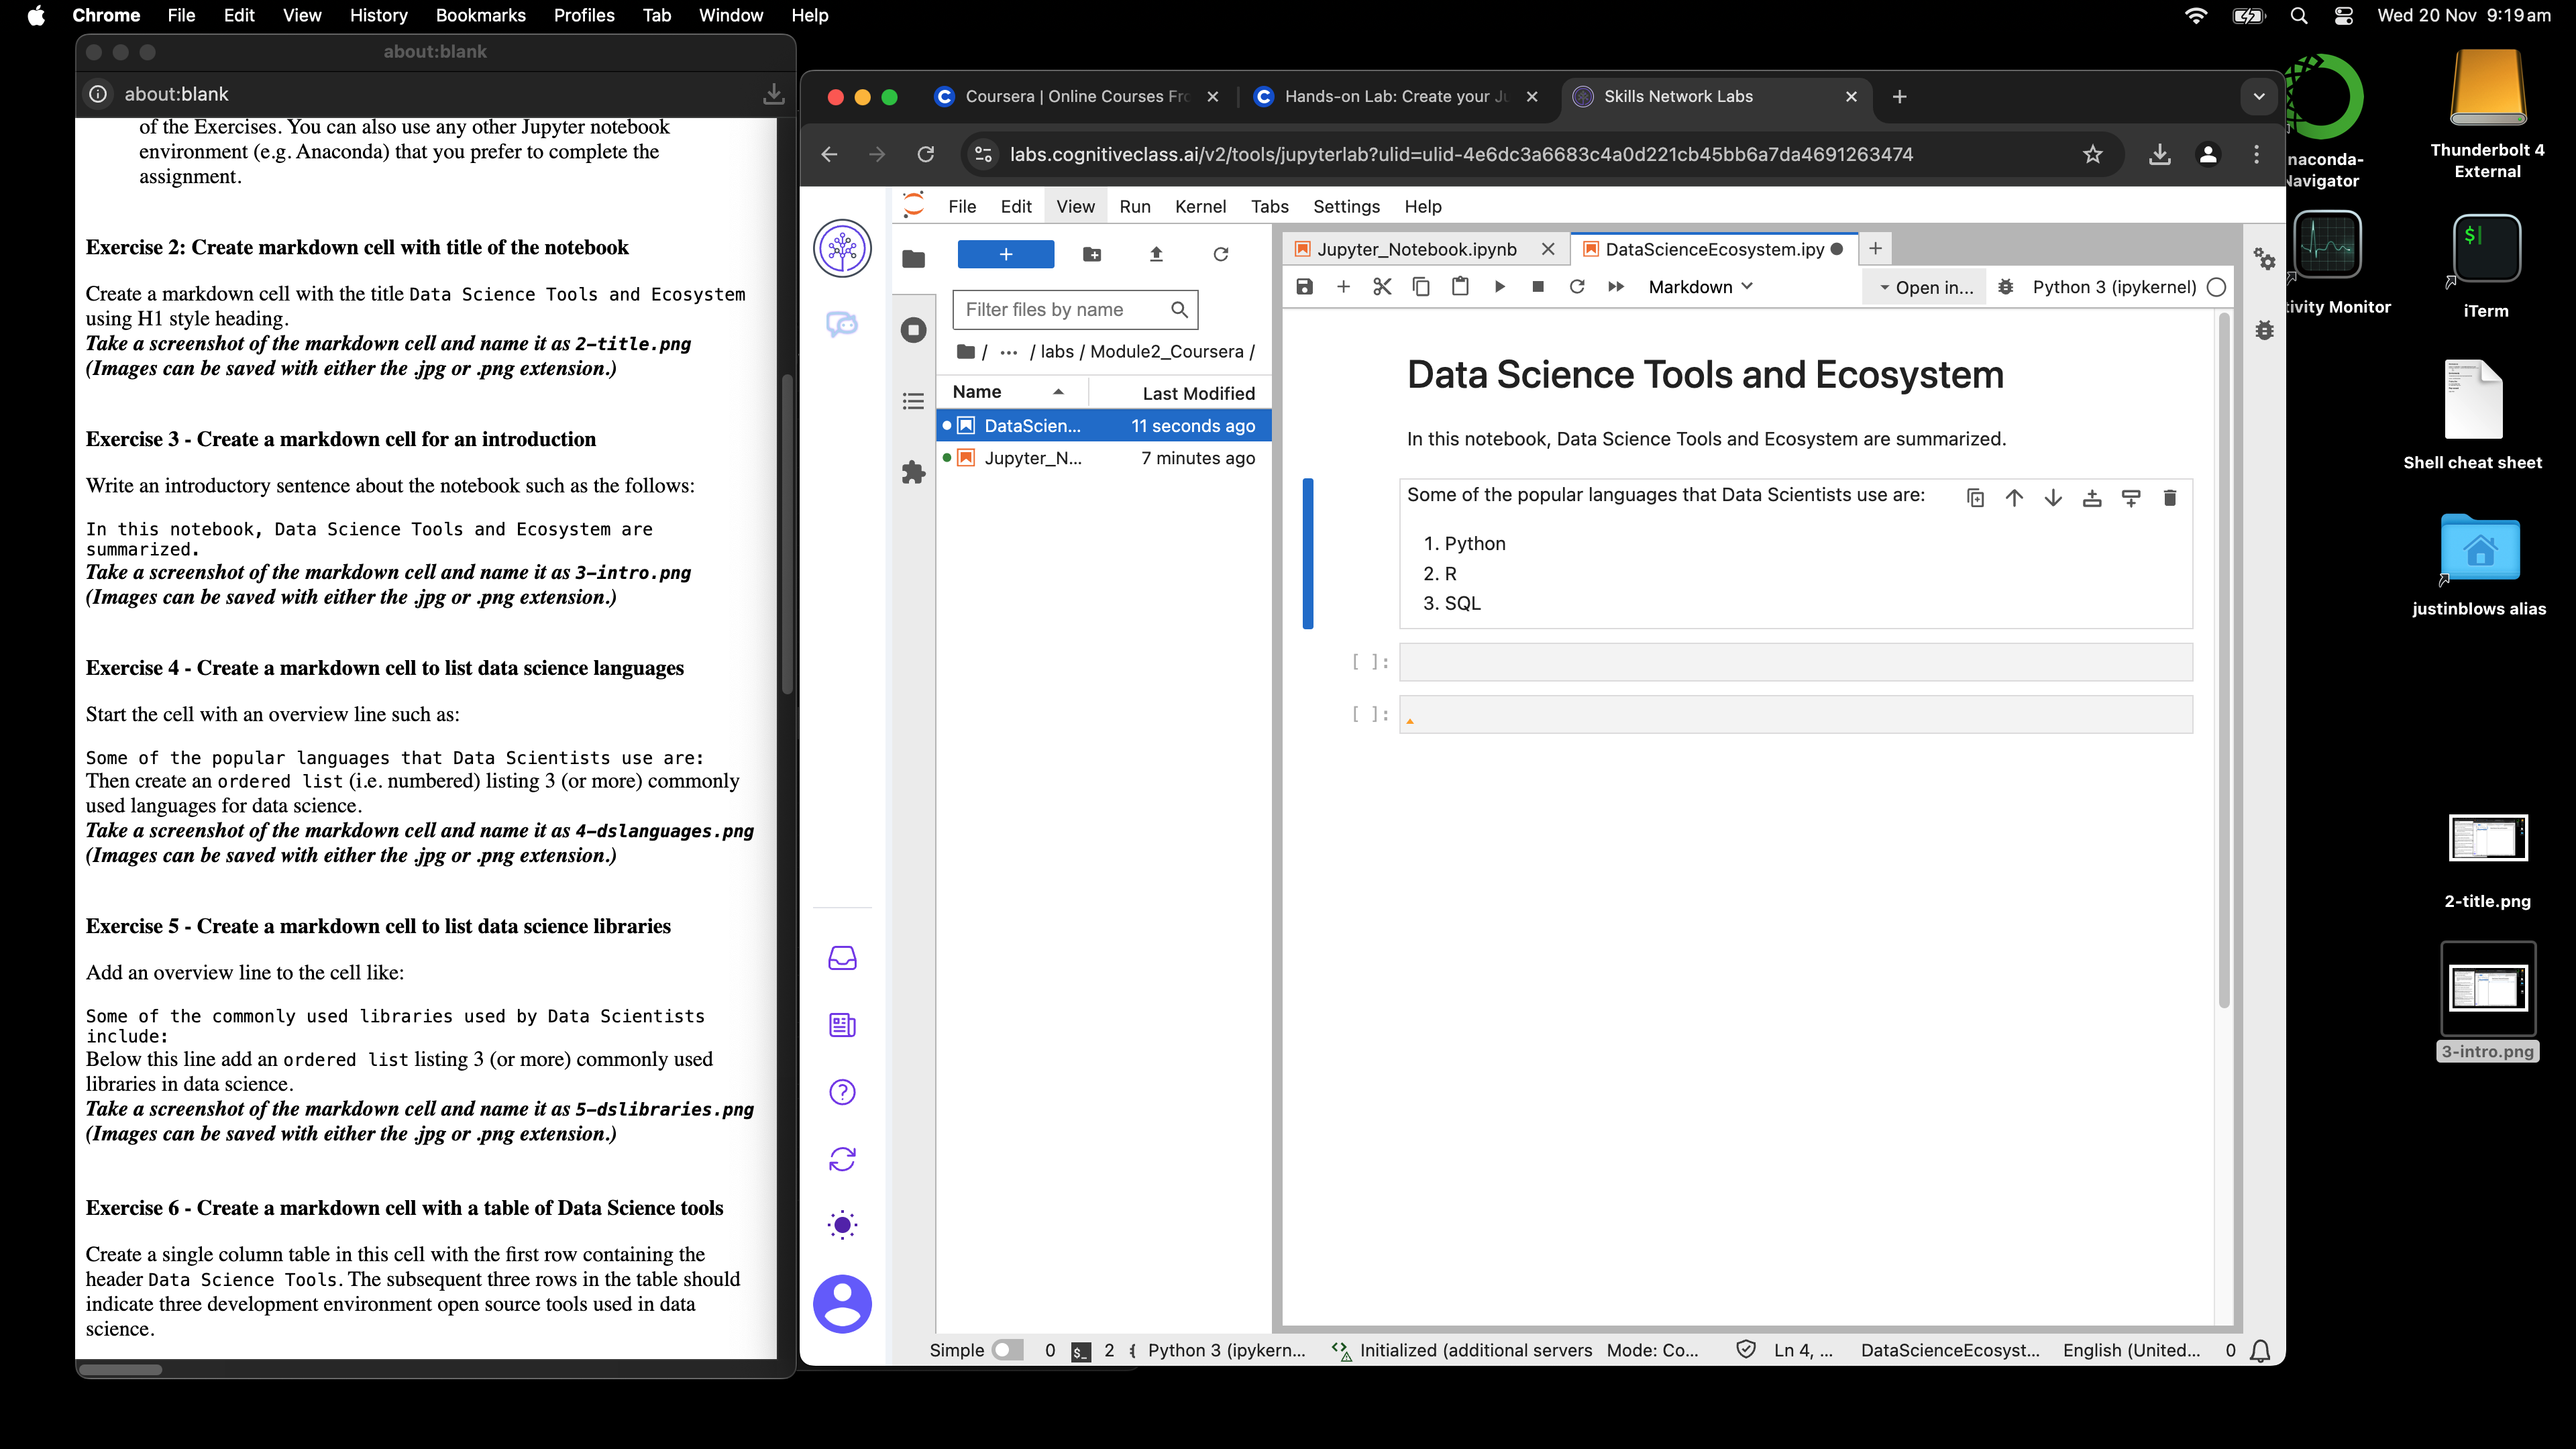 Chrome File Edit View History Bookmarks Profiles Tab Window Help
Wed 20 Nov 9:19 am
about:blank
about:blank
of the Exercises. You can also use any other Jupyter notebook
environment (e.g. Anaconda) that you prefer to complete the
assignment.
Exercise 2: Create markdown cell with title of the notebook
Create a markdown cell with the title Data Science Tools and Ecosystem
using H1 style heading.
Take a screenshot of the markdown cell and name it as 2-title.png
(Images can be saved with either the .jpg or .png extension.)
Exercise 3 - Create a markdown cell for an introduction
Write an introductory sentence about the notebook such as the follows:
In this notebook, Data Science Tools and Ecosystem are
summarized.
Take a screenshot of the markdown cell and name it as 3-intro.png
(Images can be saved with either the .jpg or .png extension.)
Exercise 4 - Create a markdown cell to list data science languages
Start the cell with an overview line such as:
Some of the popular languages that Data Scientists use are:
Then create an ordered list (i.e. numbered) listing 3 (or more) commonly
used languages for data science.
Take a screenshot of the markdown cell and name it as 4-dslanguages.png
(Images can be saved with either the .jpg or .png extension.)
Exercise 5 - Create a markdown cell to list data science libraries
Add an overview line to the cell like:
Some of the commonly used libraries used by Data Scientists
include:
Below this line add an ordered list listing 3 (or more) commonly used
libraries in data science.
Take a screenshot of the markdown cell and name it as 5-dslibraries.png
(Images can be saved with either the .jpg or .png extension.)
Exercise 6 - Create a markdown cell with a table of Data Science tools
Create a single column table in this cell with the first row containing the
header Data Science Tools. The subsequent three rows in the table should
indicate three development environment open source tools used in data
science.
Coursera | Online Courses Fro
Hands-on Lab: Create your Ju
Skills Network Labs
labs.cognitiveclass.ai/v2/tools/jupyterlab?ulid=ulid-4e6dc3a6683c4a0d221cb45bb6a7da4691263474
File Edit View Run Kernel Tabs Settings Help
Filter files by name
/ ··· / labs / Module2_Coursera /
Name Last Modified
DataScien... 11 seconds ago
Jupyter_N... 7 minutes ago
Jupyter_Notebook.ipynb
DataScienceEcosystem.ipy
Markdown
Open in...
Python 3 (ipykernel)
Data Science Tools and Ecosystem
In this notebook, Data Science Tools and Ecosystem are summarized.
Some of the popular languages that Data Scientists use are:
1. Python
2. R
3. SQL
[ ]:
[ ]:
Simple 0 $_ 2 Python 3 (ipykern... Initialized (additional servers Mode: Co... Ln 4, ... DataScienceEcosyst... English (United... 0
naconda-
Navigator
Thunderbolt 4
External
tivity Monitor
$
iTerm
Shell cheat sheet
justinblows alias
2-title.png
3-intro.png